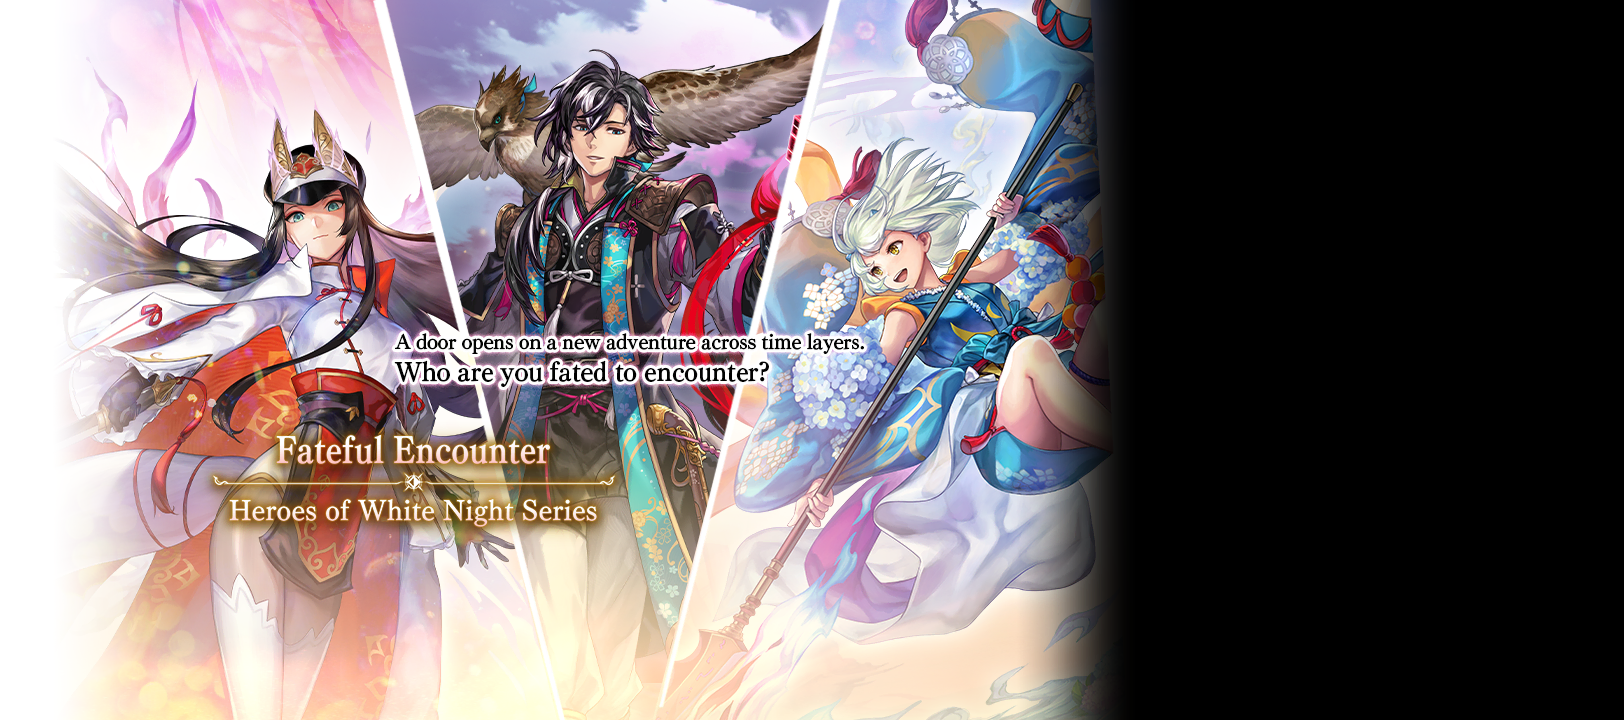 A door opens on a new adventure across time layers.
Who are you fated to encounter?
Fateful Encounter
Heroes of White Night Series